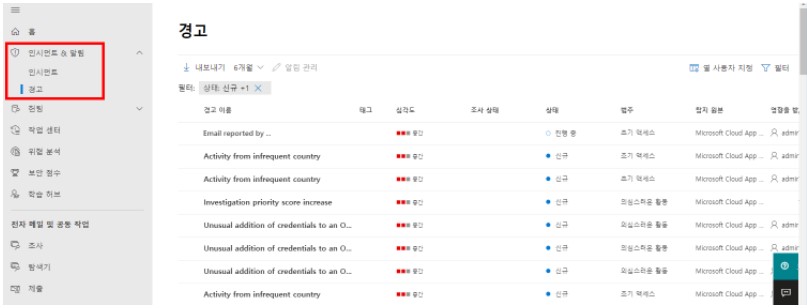 홈
인시던트 & 알림
인시던트
경고
헌팅
작업 센터
위협 분석
보안 점수
학습 허브
전자 메일 및 공동 작업
조사
탐색기
제출
경고
내보내기 6개월 알림 관리 열 사용자 지정 필터
필터: 상태: 신규 +1 ×
경고 이름 태그 심각도 조사 상태 상태 범주 탐지 원본 영향을 받
Email reported by ... 중간 진행 중 초기 액세스 Microsoft Cloud App ... admin
Activity from infrequent country 중간 신규 초기 액세스 Microsoft Cloud App ... admin
Activity from infrequent country 중간 신규 초기 액세스 Microsoft Cloud App ... admin
Investigation priority score increase 중간 신규 의심스러운 활동 Microsoft Cloud App ...
Unusual addition of credentials to an O... 중간 신규 의심스러운 활동 Microsoft Cloud App ... admin
Unusual addition of credentials to an O... 중간 신규 의심스러운 활동 Microsoft Cloud App ... admin
Unusual addition of credentials to an O... 중간 신규 의심스러운 활동 Microsoft Cloud App ...
Activity from infrequent country 중간 신규 초기 액세스 Microsoft Cloud App ...